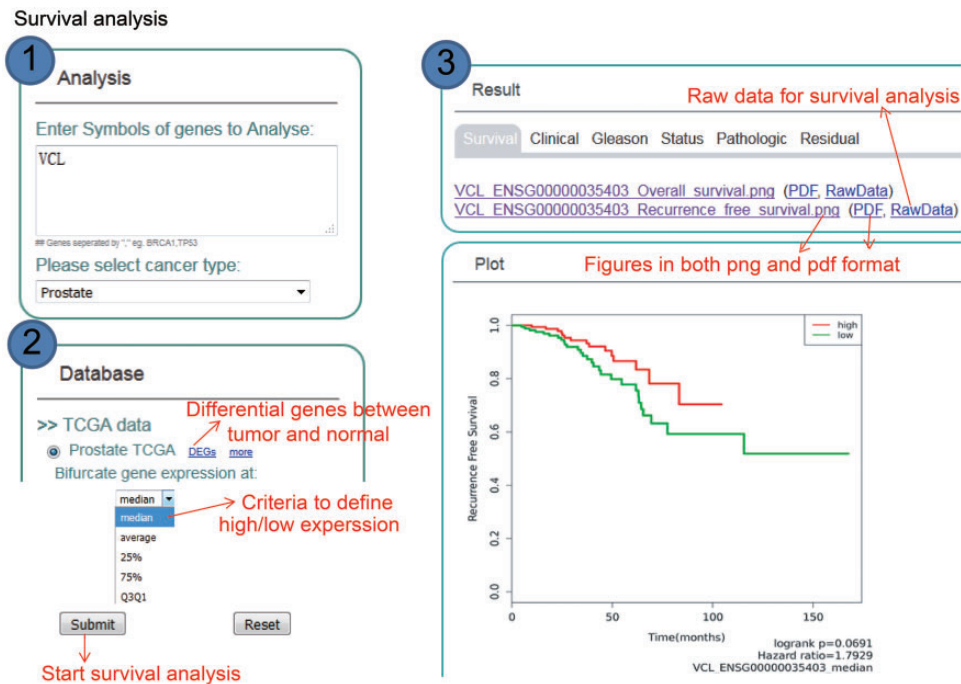 Survival analysis
1
Analysis
Enter Symbols of genes to Analyse:
VCL
## Genes seperated by "," eg. BRCA1,TP53
Please select cancer type:
Prostate
2
Database
Differential genes between
tumor and normal
>> TCGA data
Prostate TCGA DEGs more
Bifurcate gene expression at:
median
median
average
25%
75%
Q3Q1
Criteria to define
high/low experssion
Submit
Reset
Start survival analysis
3
Result
Raw data for survival analysis
Survival Clinical Gleason Status Pathologic Residual
VCL_ENSG00000035403_Overall_survival.png (PDF, RawData)
VCL_ENSG00000035403_Recurrence_free_survival.png (PDF, RawData)
Plot
Figures in both png and pdf format
high
low
Recurrence Free Survival
1.0
0.8
0.6
0.4
0.2
0.0
0 50 100 150
Time(months)
logrank p=0.0691
Hazard ratio=1.7929
VCL_ENSG00000035403_median